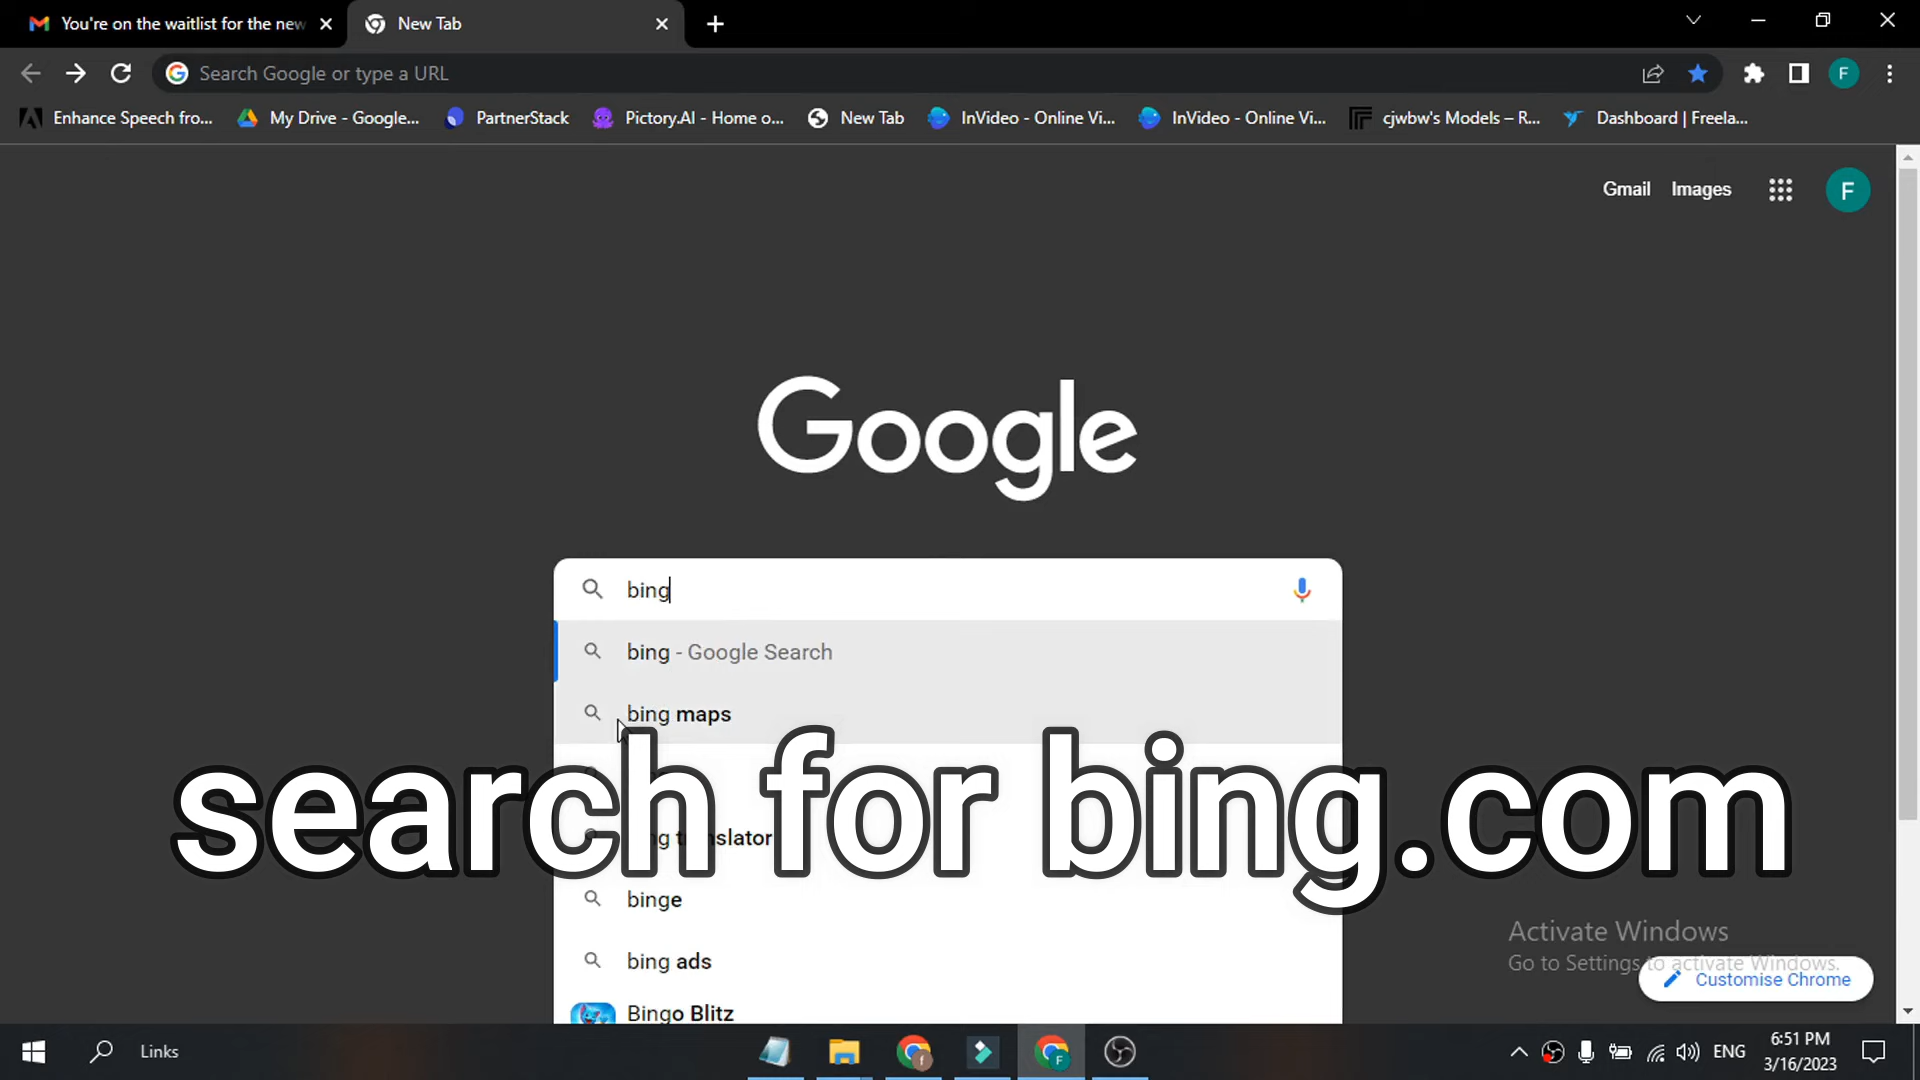 You're on the waitlist for the new
New Tab
Search Google or type a URL
F
Enhance Speech fro...
My Drive - Google...
PartnerStack
Pictory.AI - Home o...
New Tab
InVideo - Online Vi...
InVideo - Online Vi...
cjwbw's Models – R...
Dashboard | Freela...
Gmail
Images
F
Google
bing
bing - Google Search
bing maps
search for bing.com
binge
bing ads
Bingo Blitz
Activate Windows
Go to Settings to activate Windows.
Customise Chrome
Links
ENG
6:51 PM
3/16/2023